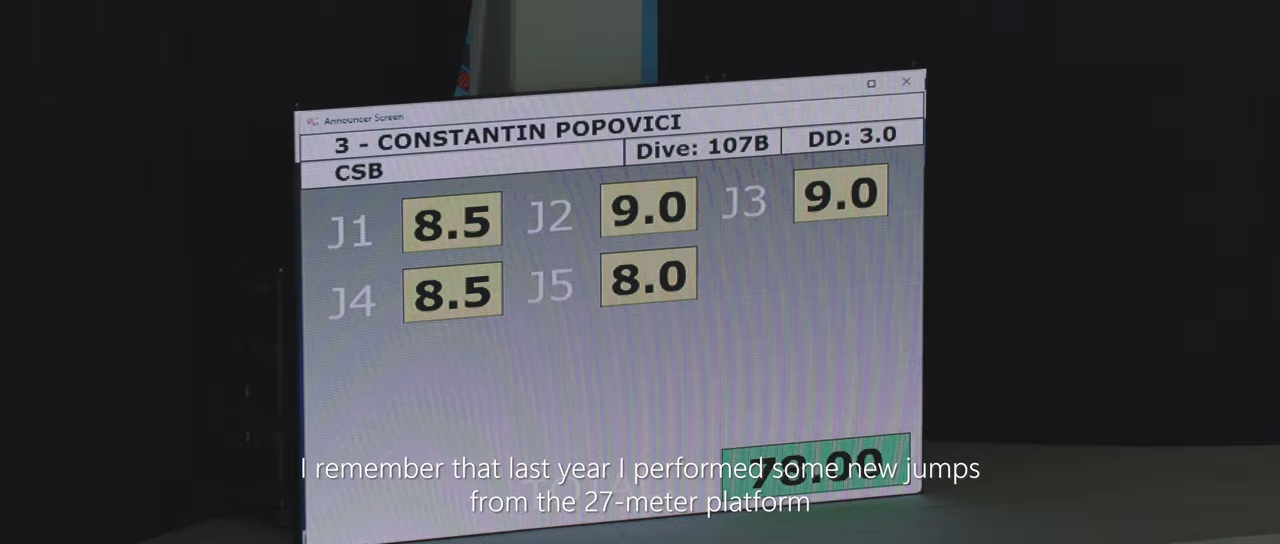 Announcer Screen
3 - CONSTANTIN POPOVICI
CSB
Dive: 107B
DD: 3.0
J1 8.5 J2 9.0 J3 9.0
J4 8.5 J5 8.0
78.00
I remember that last year I performed some new jumps
from the 27-meter platform